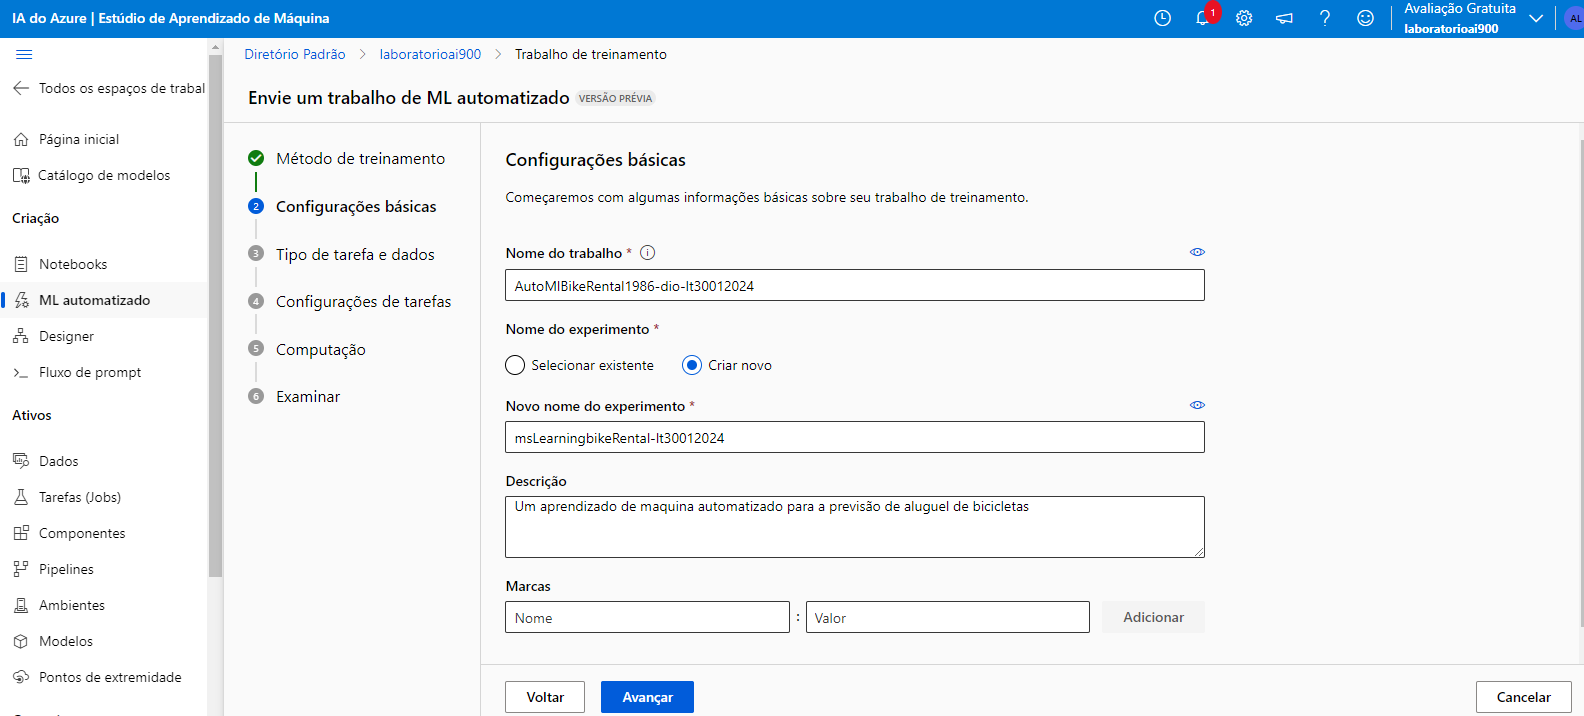 IA do Azure | Estúdio de Aprendizado de Máquina
1
Avaliação Gratuita
laboratorioai900
AL
Todos os espaços de trabal
Página inicial
Catálogo de modelos
Criação
Notebooks
ML automatizado
Designer
Fluxo de prompt
Ativos
Dados
Tarefas (Jobs)
Componentes
Pipelines
Ambientes
Modelos
Pontos de extremidade
Diretório Padrão > laboratorioai900 > Trabalho de treinamento
Envie um trabalho de ML automatizado VERSÃO PRÉVIA
Método de treinamento
2 Configurações básicas
3 Tipo de tarefa e dados
4 Configurações de tarefas
5 Computação
6 Examinar
Configurações básicas
Começaremos com algumas informações básicas sobre seu trabalho de treinamento.
Nome do trabalho *
AutoMlBikeRental1986-dio-lt30012024
Nome do experimento *
Selecionar existente
Criar novo
Novo nome do experimento *
msLearningbikeRental-lt30012024
Descrição
Um aprendizado de maquina automatizado para a previsão de aluguel de bicicletas
Marcas
Nome : Valor Adicionar
Voltar Avançar Cancelar